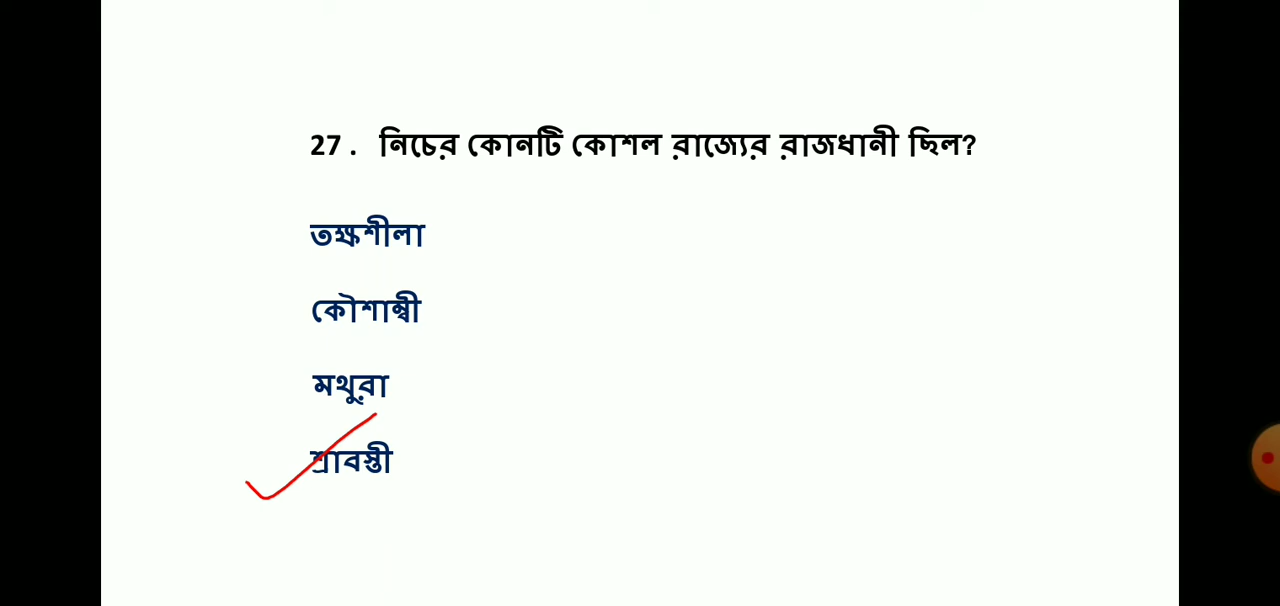 27 . নিচের কোনটি কোশল রাজ্যের রাজধানী ছিল?
তক্ষশীলা
কৌশাম্বী
মথুরা
শ্রাবস্তী